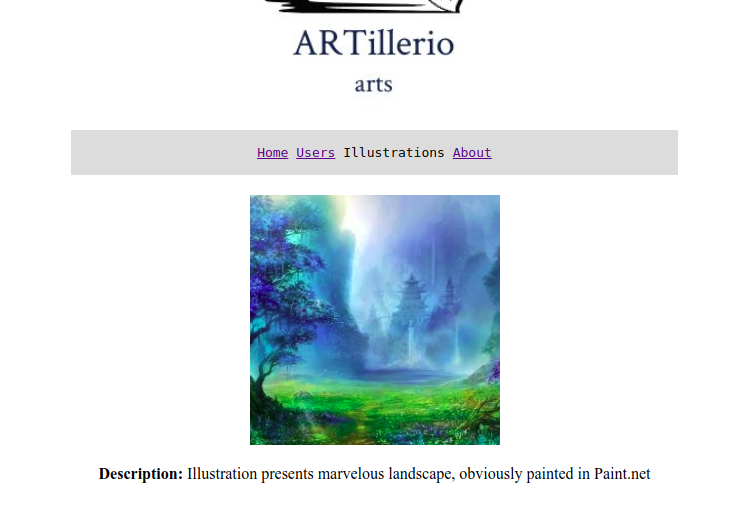 ARTillerio
arts
Home Users Illustrations About
Description: Illustration presents marvelous landscape, obviously painted in Paint.net